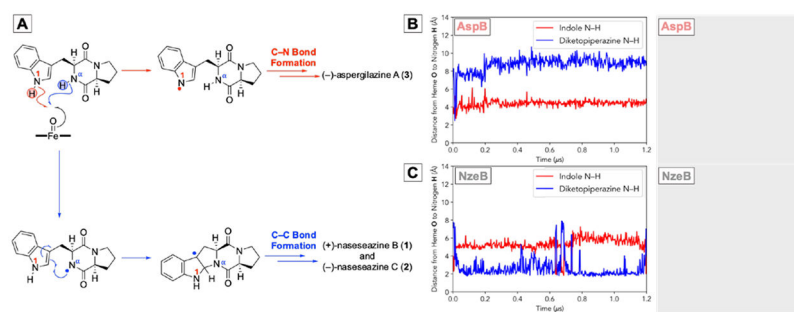 A
H
N
1
H
N
α
O
O
N
O
Fe
N
1
O
HN
α
O
N
C–N Bond
Formation
(–)-aspergilazine A (3)
N
H
1
O
N
α
O
N
O
N
N
H
1
α
O
N
C–C Bond
Formation
(+)-naseseazine B (1)
and
(–)-naseseazine C (2)
B
AspB
Indole N–H
Diketopiperazine N–H
Distance from Heme O to Nitrogen H (Å)
14
12
10
8
6
4
2
0
0.0 0.2 0.4 0.6 0.8 1.0 1.2
Time (μs)
AspB
C
NzeB
Indole N–H
Diketopiperazine N–H
Distance from Heme O to Nitrogen H (Å)
14
12
10
8
6
4
2
0
0.0 0.2 0.4 0.6 0.8 1.0 1.2
Time (μs)
NzeB